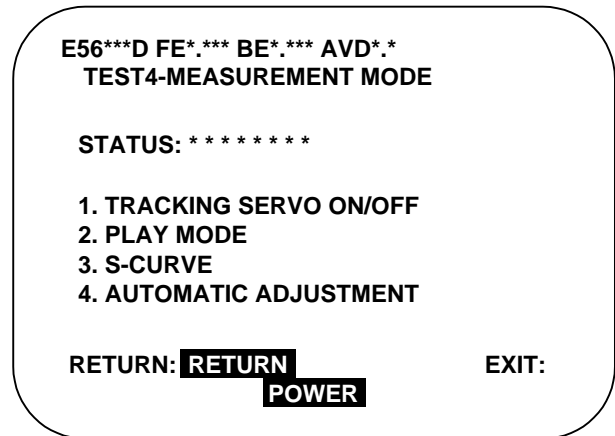 E56***D FE*.*** BE*.*** AVD*.*
TEST4-MEASUREMENT MODE
STATUS: * * * * * * * *
1. TRACKING SERVO ON/OFF
2. PLAY MODE
3. S-CURVE
4. AUTOMATIC ADJUSTMENT
RETURN: RETURN EXIT:
POWER